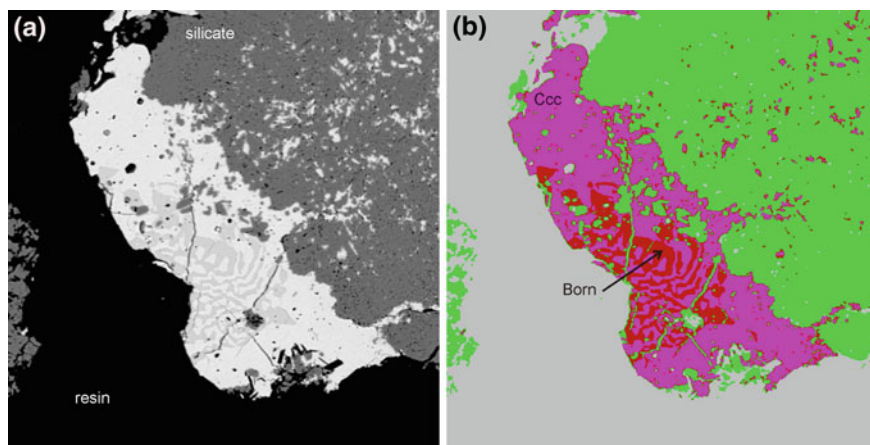 (a)
silicate
resin
(b)
Ccc
Born